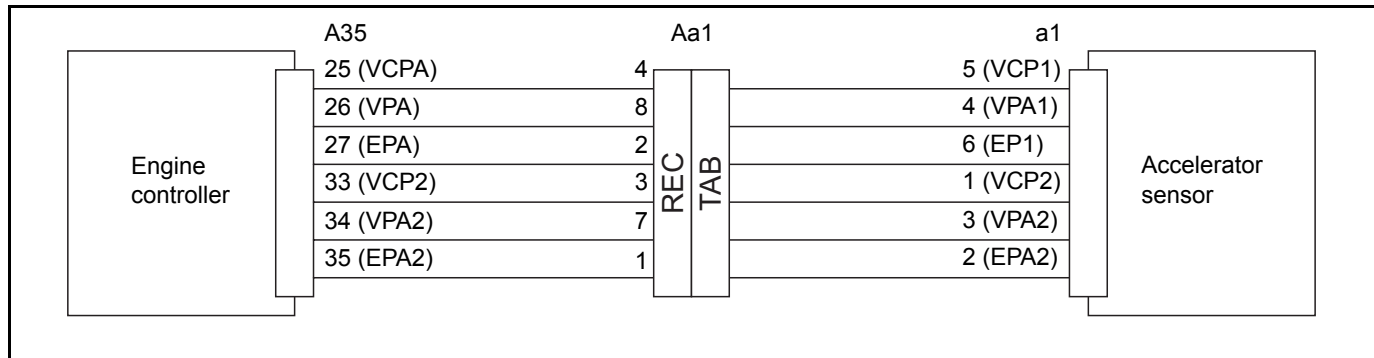 A35 Aa1 a1
25 (VCPA) 4 5 (VCP1)
26 (VPA) 8 4 (VPA1)
27 (EPA) 2 6 (EP1)
33 (VCP2) 3 1 (VCP2)
34 (VPA2) 7 3 (VPA2)
35 (EPA2) 1 2 (EPA2)
Engine
controller
REC
TAB
Accelerator
sensor